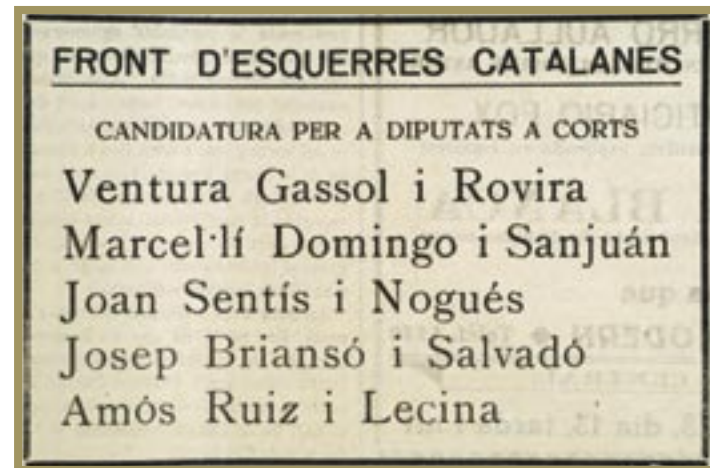 FRONT D'ESQUERRES CATALANES
CANDIDATURA PER A DIPUTATS A CORTS
Ventura Gassol i Rovira
Marcel·lí Domingo i Sanjuán
Joan Sentís i Nogués
Josep Briansó i Salvadó
Amós Ruiz i Lecina